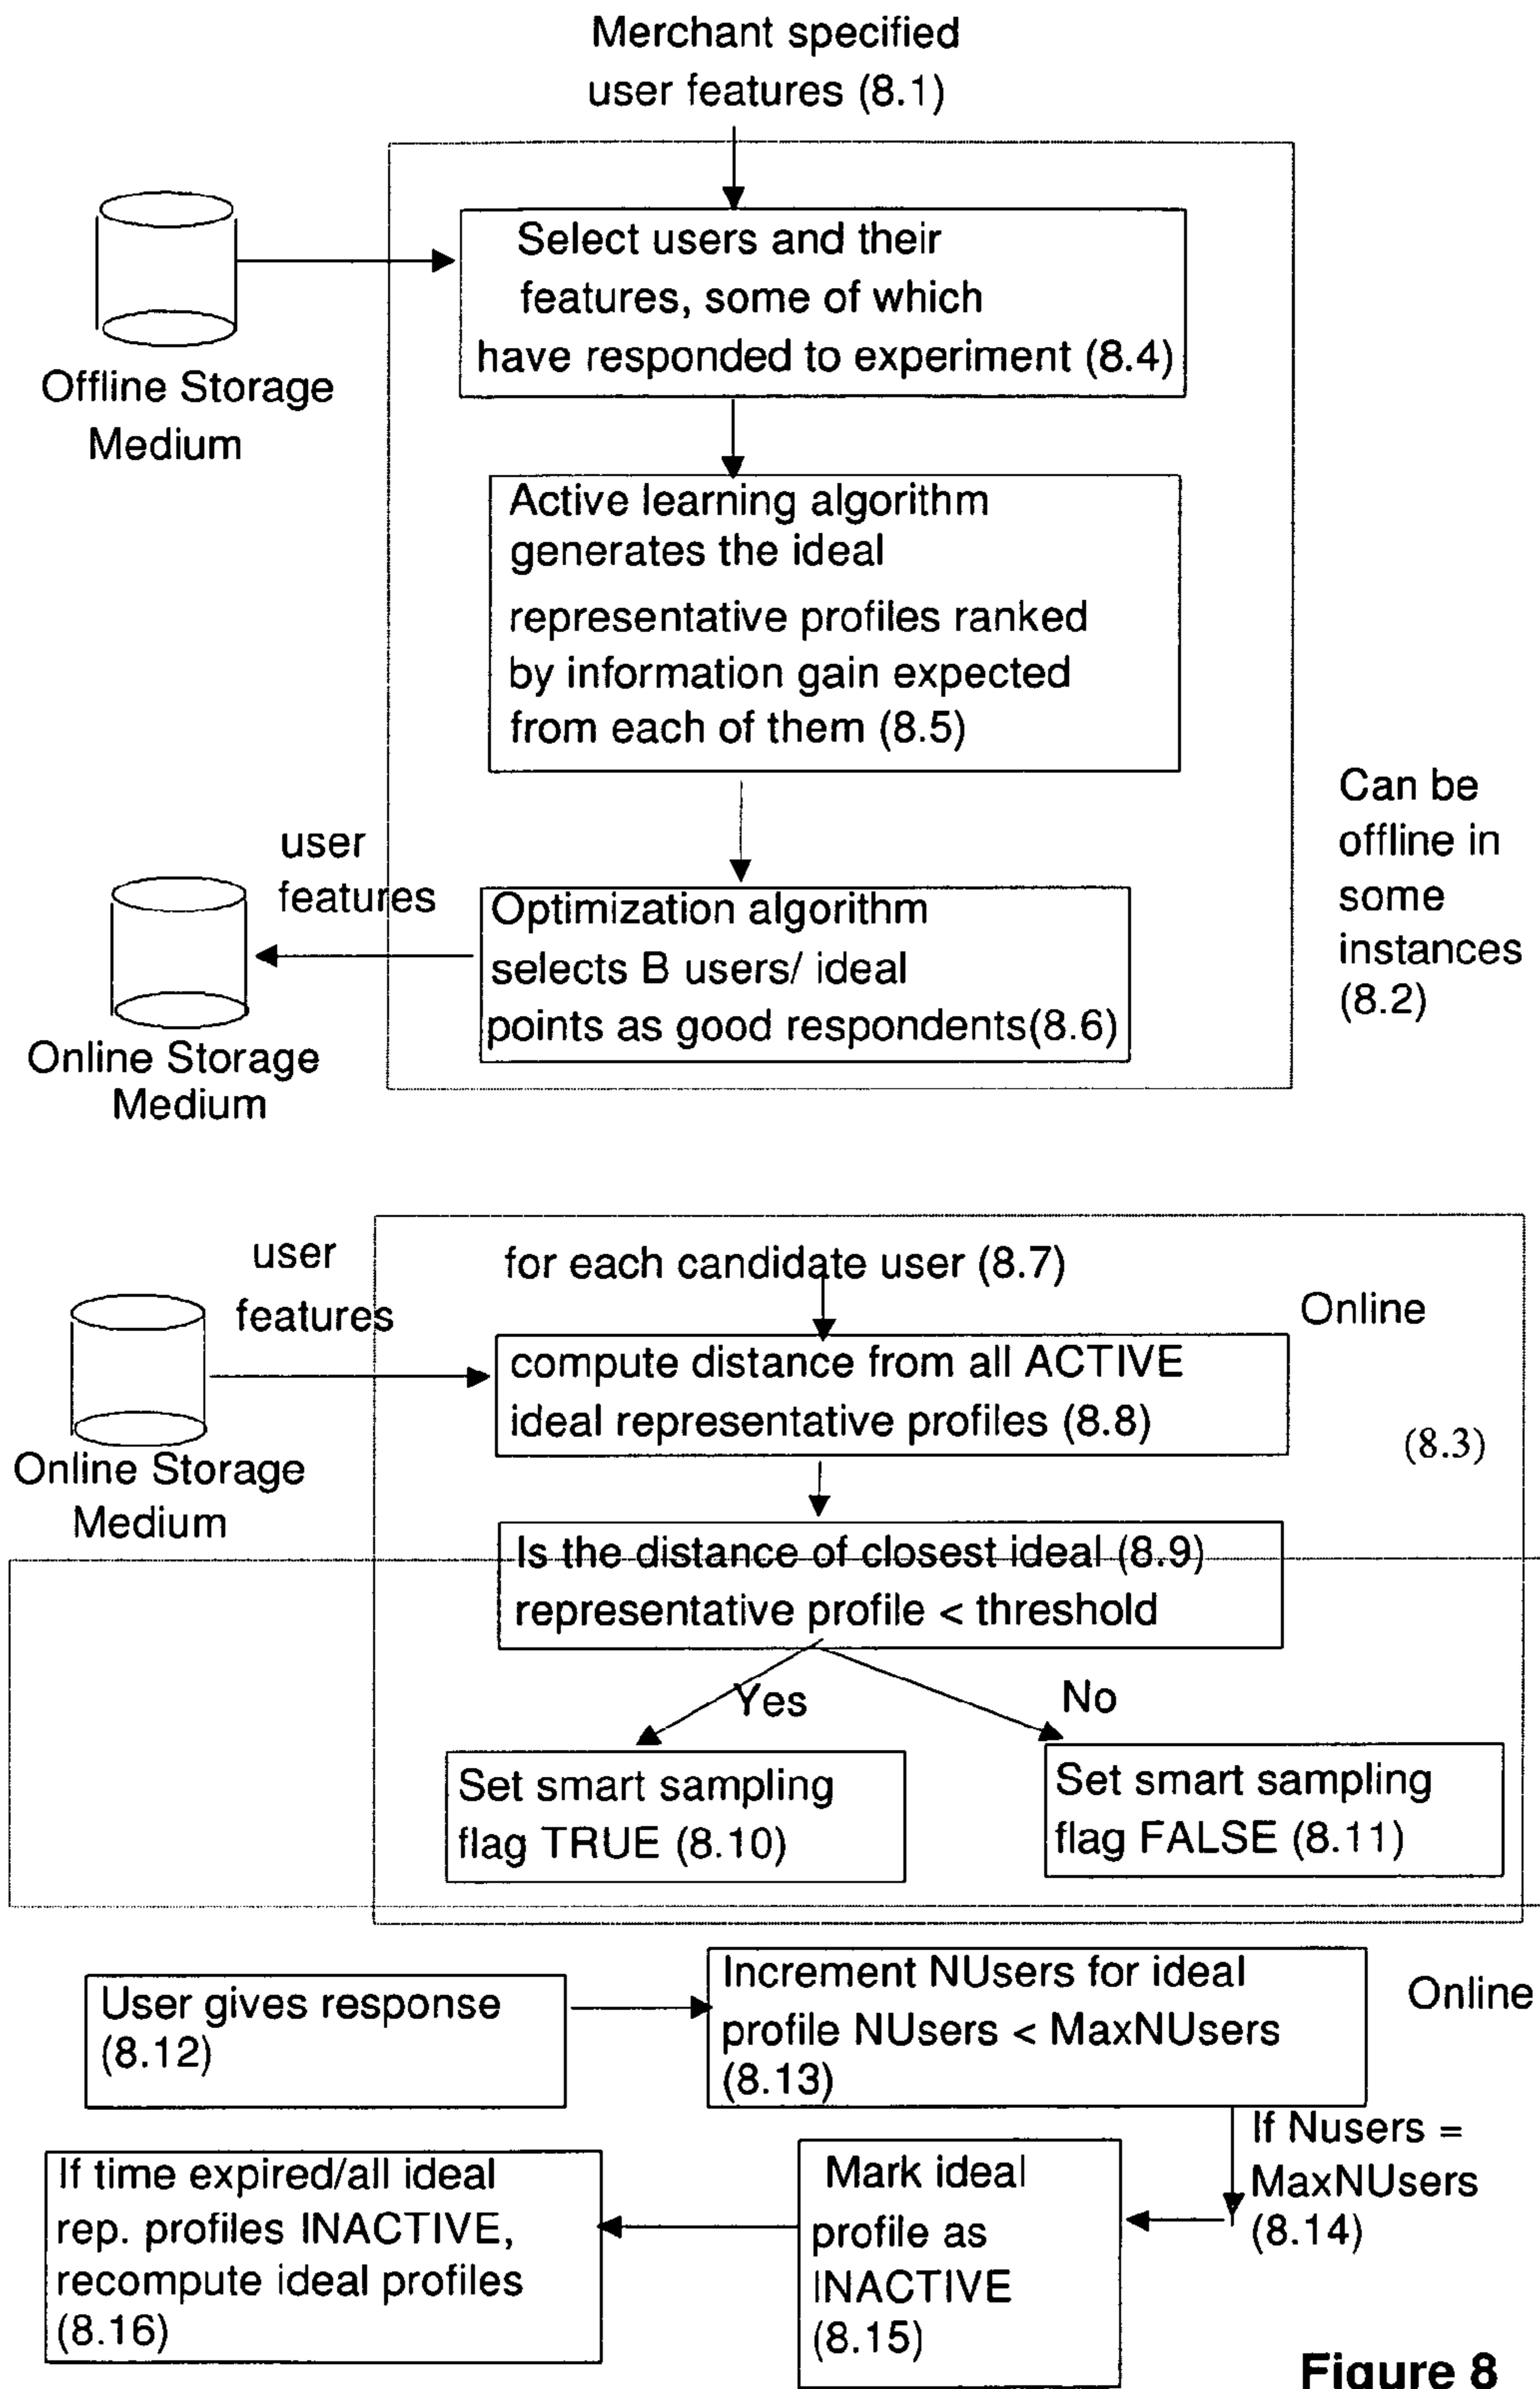 Merchant specified
user features (8.1)
Select users and their
features, some of which
have responded to experiment (8.4)
Offline Storage
Medium
Active learning algorithm
generates the ideal
representative profiles ranked
by information gain expected
from each of them (8.5)
Can be
offline in
some
instances
(8.2)
user
features
Optimization algorithm
selects B users/ ideal
points as good respondents(8.6)
Online Storage
Medium
user
features
for each candidate user (8.7)
Online
compute distance from all ACTIVE
ideal representative profiles (8.8)
(8.3)
Online Storage
Medium
Is the distance of closest ideal (8.9)
representative profile < threshold
Yes
No
Set smart sampling
flag TRUE (8.10)
Set smart sampling
flag FALSE (8.11)
User gives response
(8.12)
Increment NUsers for ideal
profile NUsers < MaxNUsers
(8.13)
Online
If Nusers =
MaxNUsers
(8.14)
Mark ideal
profile as
INACTIVE
(8.15)
If time expired/all ideal
rep. profiles INACTIVE,
recompute ideal profiles
(8.16)
Figure 8